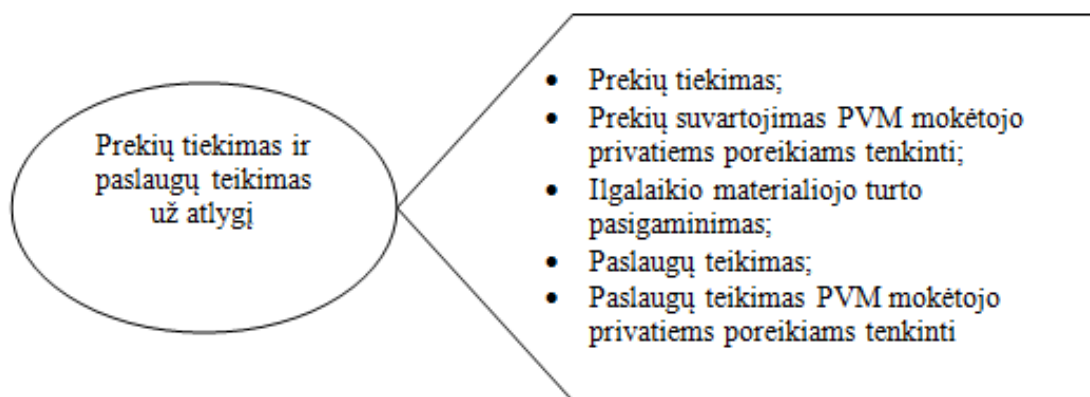 Prekių tiekimas ir
paslaugų teikimas
už atlygį
• Prekių tiekimas;
• Prekių suvartojimas PVM mokėtojo
privatiems poreikiams tenkinti;
• Ilgalaikio materialiojo turto
pasigaminimas;
• Paslaugų teikimas;
• Paslaugų teikimas PVM mokėtojo
privatiems poreikiams tenkinti